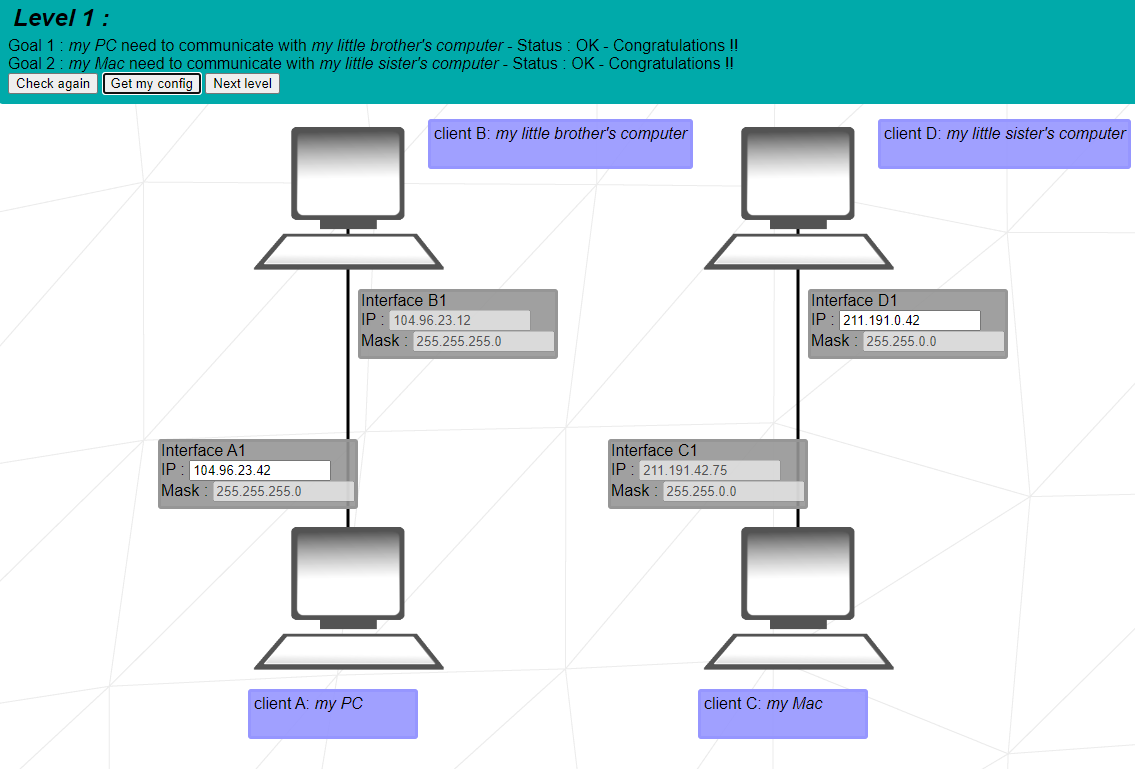 Level 1 :
Goal 1 : my PC need to communicate with my little brother's computer - Status : OK - Congratulations !!
Goal 2 : my Mac need to communicate with my little sister's computer - Status : OK - Congratulations !!
Check again Get my config Next level
client B: my little brother's computer
client D: my little sister's computer
Interface B1
IP : 104.96.23.12
Mask : 255.255.255.0
Interface D1
IP : 211.191.0.42
Mask : 255.255.0.0
Interface A1
IP : 104.96.23.42
Mask : 255.255.255.0
Interface C1
IP : 211.191.42.75
Mask : 255.255.0.0
client A: my PC
client C: my Mac